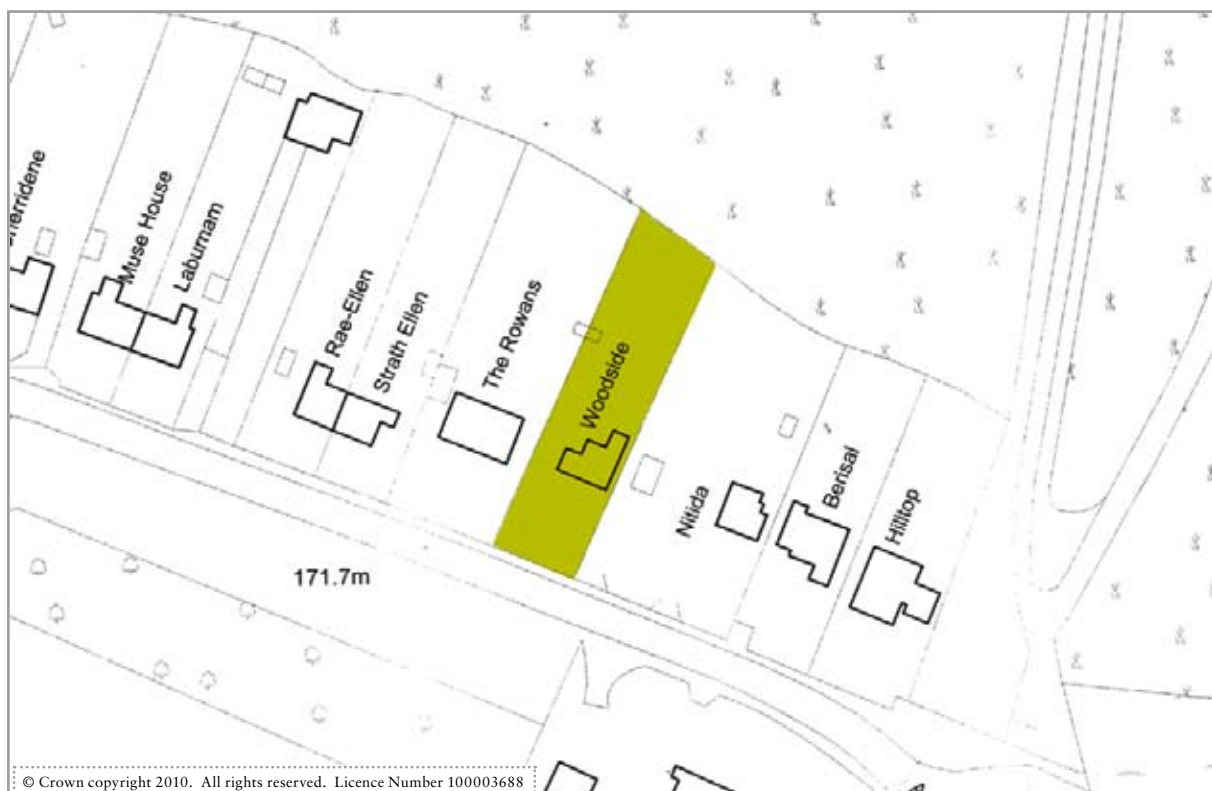 Muse House
Laburnam
Rae-Ellen
Strath Ellen
The Rowans
Woodside
Nitida
Berisal
Hilltop
171.7m
© Crown copyright 2010. All rights reserved. Licence Number 100003688